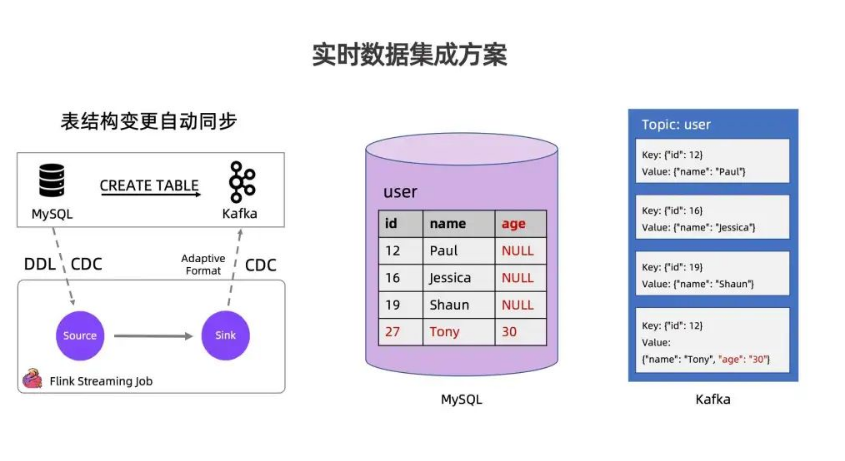 实时数据集成方案
表结构变更自动同步
CREATE TABLE
MySQL
Kafka
DDL
CDC
Adaptive
Format
CDC
Source
Sink
Flink Streaming Job
user
id name age
12 Paul NULL
16 Jessica NULL
19 Shaun NULL
27 Tony 30
MySQL
Topic: user
Key: {"id": 12}
Value: {"name": "Paul"}
Key: {"id": 16}
Value: {"name": "Jessica"}
Key: {"id": 19}
Value: {"name": "Shaun"}
Key: {"id": 12}
Value:
{"name": "Tony", "age": "30"}
Kafka